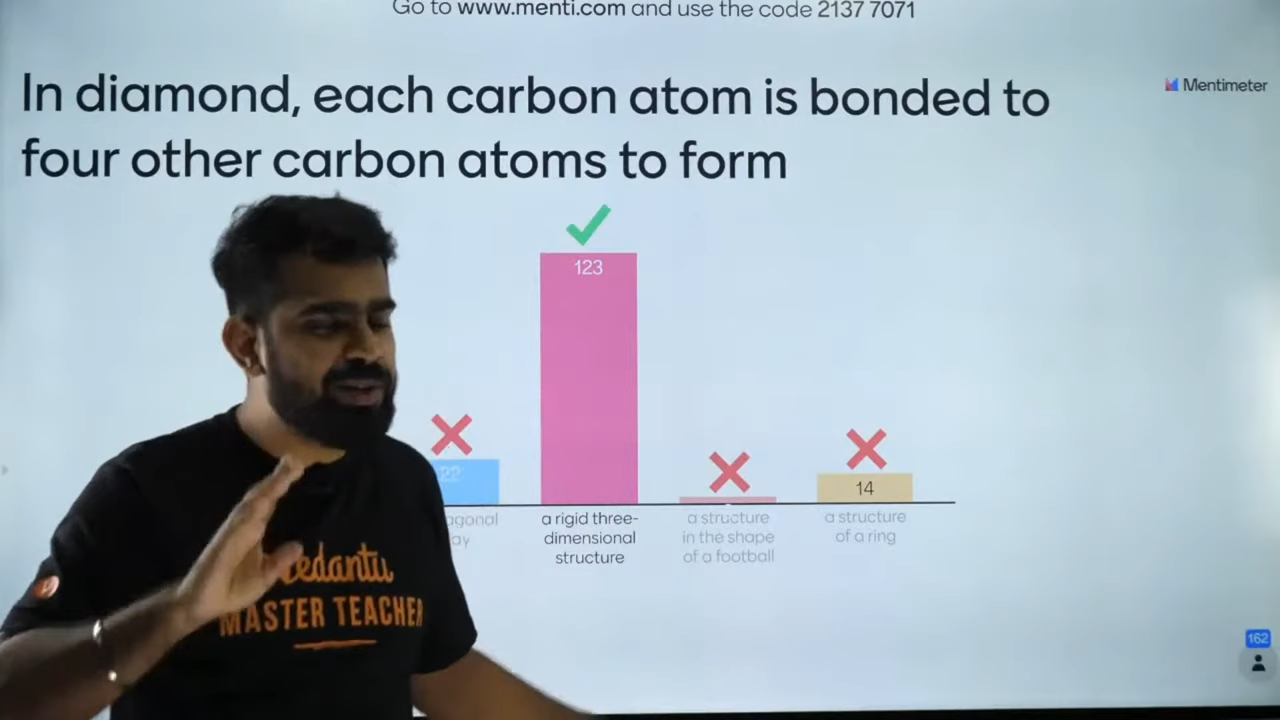 Go to www.menti.com and use the code 2137 7071
Mentimeter
In diamond, each carbon atom is bonded to
four other carbon atoms to form
123
22
14
a rigid three-
dimensional
structure
a structure
in the shape
of a football
a structure
of a ring
162
MASTER TEACHER